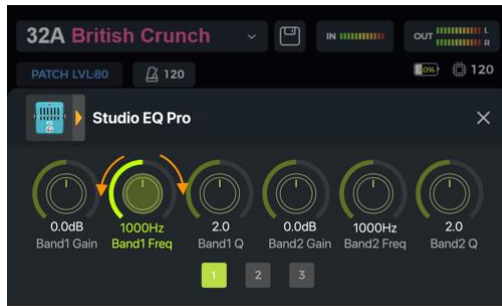 32A British Crunch
IN
OUT
L
R
PATCH LVL:80
120
0%
120
Studio EQ Pro
0.0dB
1000Hz
2.0
0.0dB
1000Hz
2.0
Band1 Gain
Band1 Freq
Band1 Q
Band2 Gain
Band2 Freq
Band2 Q
1
2
3